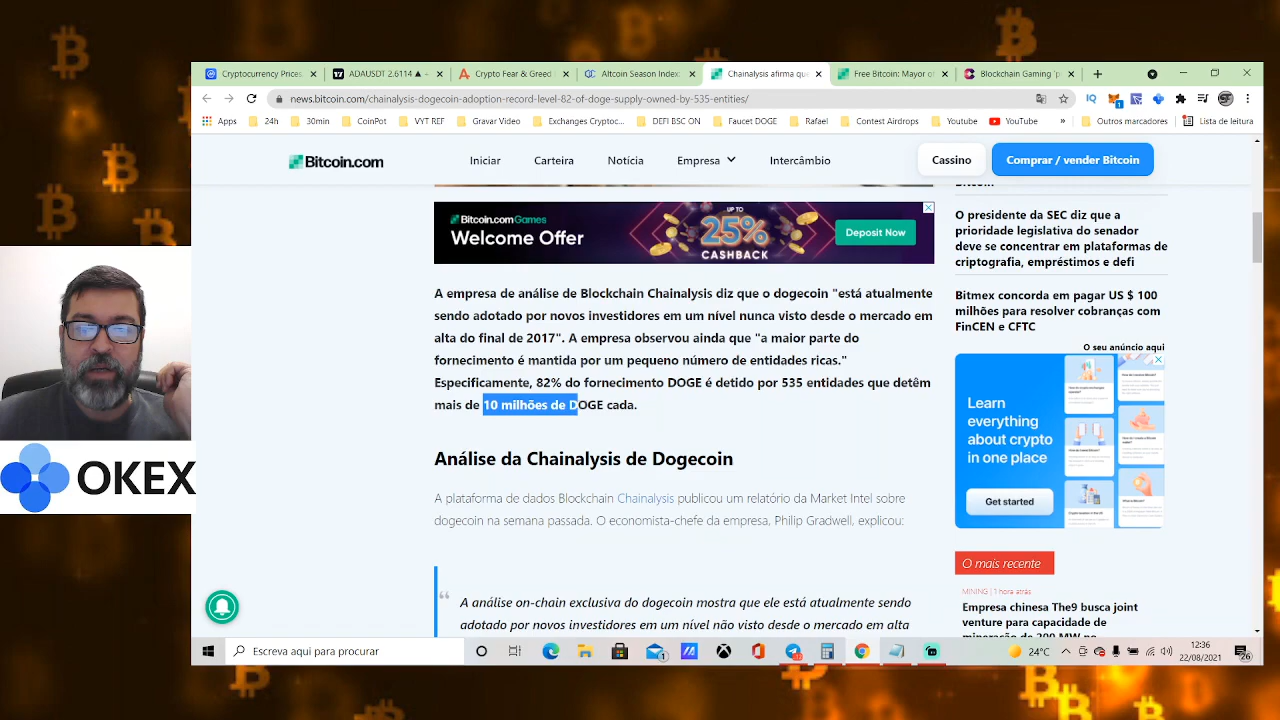 Cryptocurrency Prices,
ADAUSDT 2.6114
Crypto Fear & Greed
Altcoin Season Index:
Chainalysis afirma que
Free Bitcoin: Mayor of
Blockchain Gaming 'p
news.bitcoin.com/chainalysis-dogecoin-adoption-record-level-82-of-doge-supply-owned-by-535-entities/
Apps 24h 30min CoinPot VYT REF Gravar Video Exchanges Cryptoc... DEFI BSC ON Faucet DOGE Rafael Contest Airdrops Youtube YouTube » Outros marcadores Lista de leitura
Bitcoin.com Iniciar Carteira Notícia Empresa Intercâmbio Cassino Comprar / vender Bitcoin
Bitcoin.com Games
Welcome Offer
UP TO
25%
CASHBACK
Deposit Now
A empresa de análise de Blockchain Chainalysis diz que o dogecoin "está atualmente
sendo adotado por novos investidores em um nível nunca visto desde o mercado em
alta do final de 2017". A empresa observou ainda que "a maior parte do
fornecimento é mantida por um pequeno número de entidades ricas."
Especificamente, 82% do fornecimento DOGE é detido por 535 entidades que detêm
mais de 10 milhões de DOGE cada.
Análise da Chainalysis de Dogecoin
A plataforma de dados Blockchain Chainalysis publicou um relatório da Market Intel sobre
dogecoin na semana passada. O economista-chefe da empresa, Philip Gradwell, explicou:
A análise on-chain exclusiva do dogecoin mostra que ele está atualmente sendo
adotado por novos investidores em um nível não visto desde o mercado em alta
Bitcoin
O presidente da SEC diz que a
prioridade legislativa do senador
deve se concentrar em plataformas de
criptografia, empréstimos e defi
Bitmex concorda em pagar US $ 100
milhões para resolver cobranças com
FinCEN e CFTC
O seu anúncio aqui
Learn
everything
about crypto
in one place
Get started
O mais recente
MINING | 1 hora atrás
Empresa chinesa The9 busca joint
venture para capacidade de
mineração de 200 MW no
OKEX
Escreva aqui para procurar
24°C
12:36
22/08/2021
26